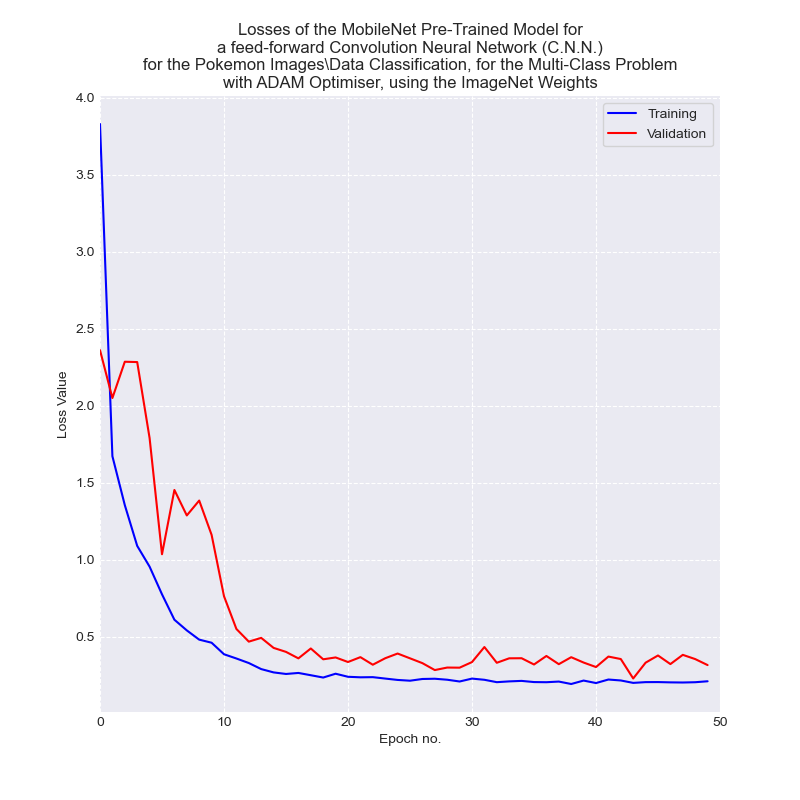 Losses of the MobileNet Pre-Trained Model for
a feed-forward Convolution Neural Network (C.N.N.)
for the Pokemon Images\Data Classification, for the Multi-Class Problem
with ADAM Optimiser, using the ImageNet Weights
4.0
Training
Validation
3.5
3.0
2.5
2.0
Loss Value
1.5
1.0
0.5
0 10 20 30 40 50
Epoch no.